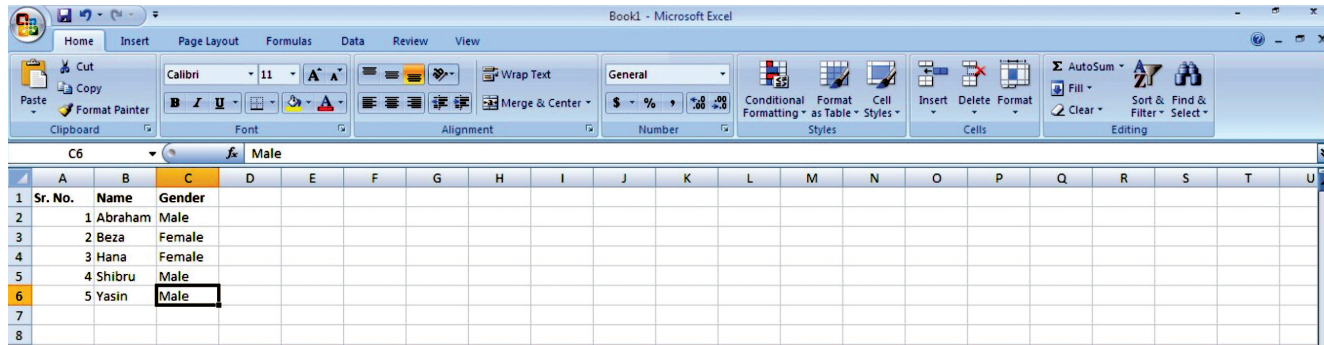 Book1 - Microsoft Excel
Home Insert Page Layout Formulas Data Review View
Paste
Cut
Copy
Format Painter
Clipboard
Calibri 11 A A
B I U A
Font
Wrap Text
Merge & Center
Alignment
General
$ % , .0 .00 .00 .0
Number
Conditional Formatting
Format as Table
Cell Styles
Styles
Insert Delete Format
Cells
Σ AutoSum
Fill
Clear
Sort & Filter
Find & Select
Editing
C6 fx Male
A B C D E F G H I J K L M N O P Q R S T U
1 Sr. No. Name Gender
2 1 Abraham Male
3 2 Beza Female
4 3 Hana Female
5 4 Shibru Male
6 5 Yasin Male
7
8